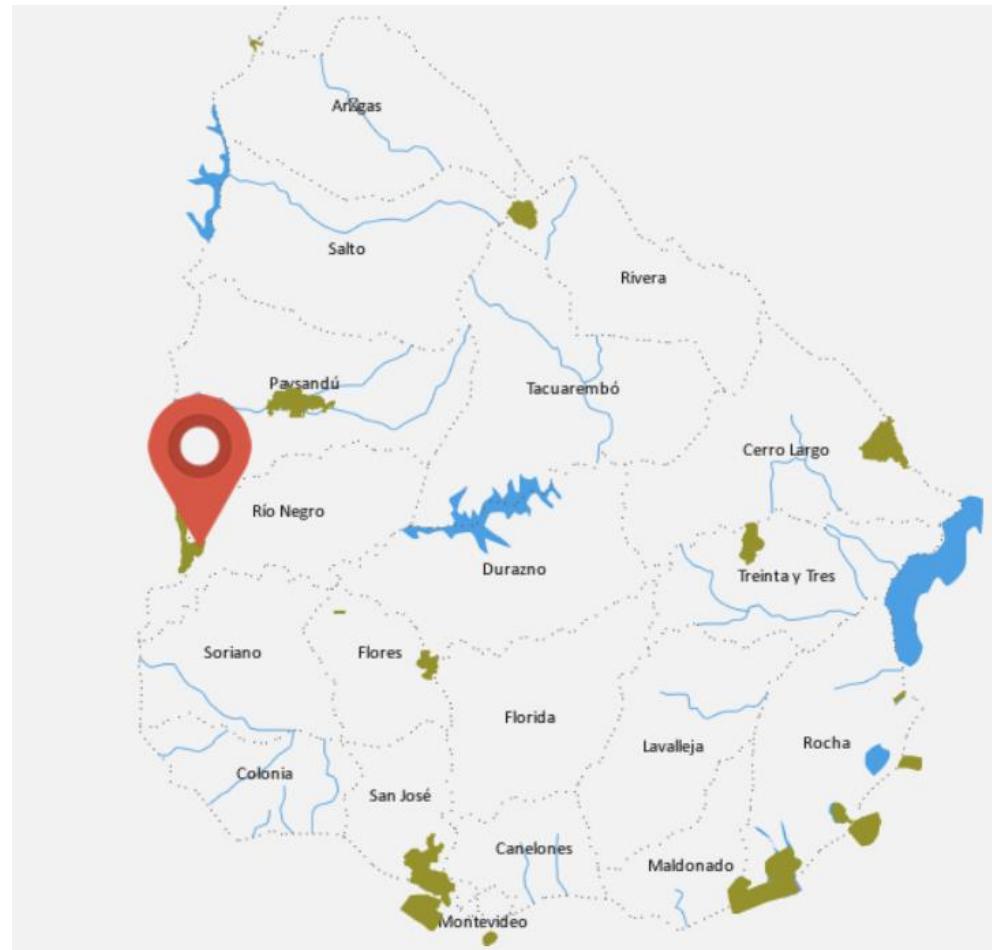 Artigas
Salto
Rivera
Paysandú
Tacuarembó
Cerro Largo
Río Negro
Durazno
Treinta y Tres
Soriano
Flores
Florida
Lavalleja
Rocha
Colonia
San José
Canelones
Maldonado
Montevideo